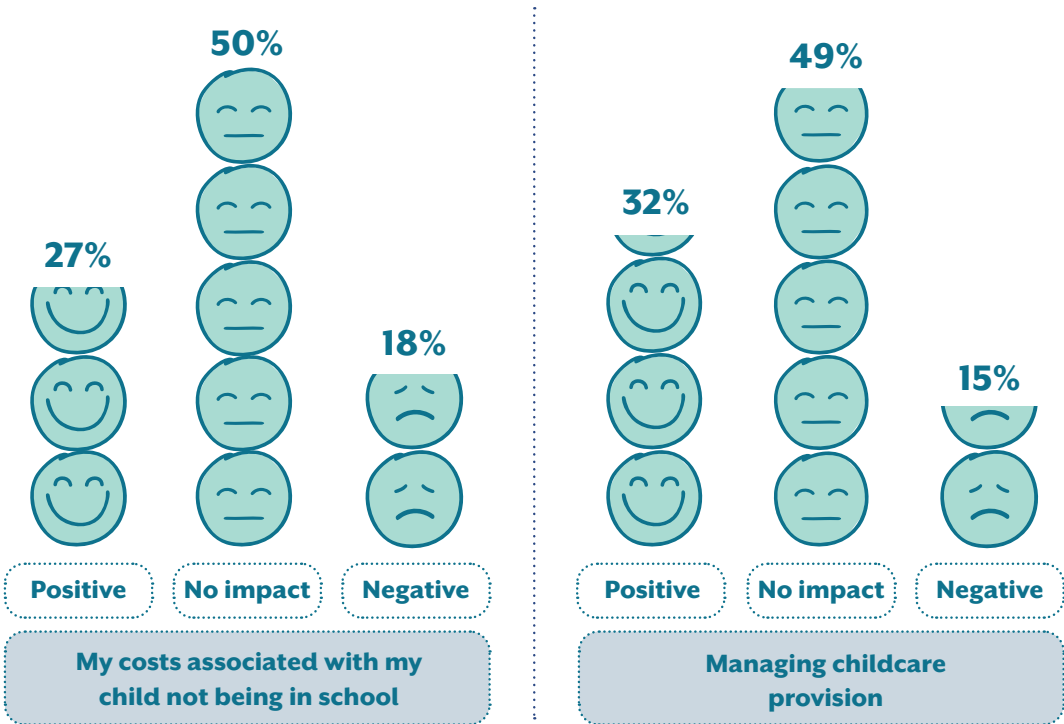 50%
27%
18%
Positive
No impact
Negative
My costs associated with my
child not being in school
49%
32%
15%
Positive
No impact
Negative
Managing childcare
provision